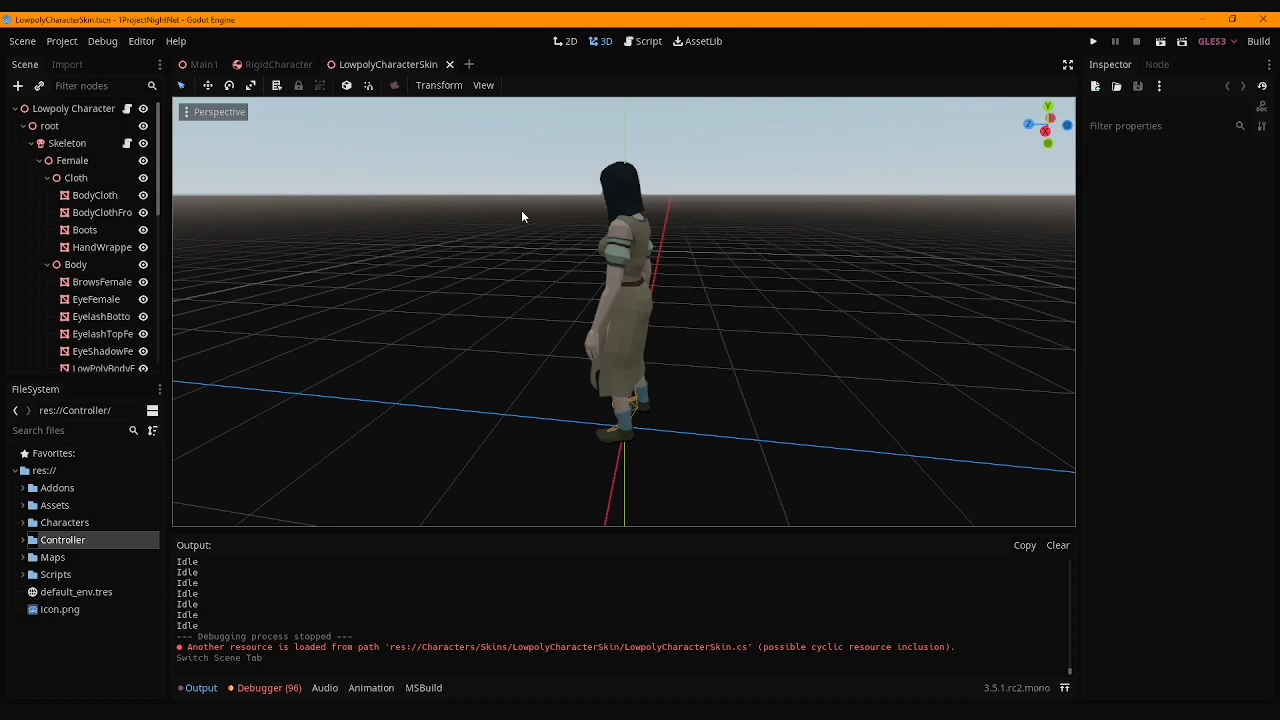 LowpolyCharacterSkin.tscn - 1ProjectNightNet - Godot Engine
Scene Project Debug Editor Help 2D 3D Script AssetLib GLES3 Build
Scene Import Main1 RigidCharacter LowpolyCharacterSkin Inspector Node
Filter nodes Transform View
Lowpoly Character Perspective Y
root Z X Filter properties
Skeleton
Female
Cloth
BodyCloth
BodyClothFro
Boots
HandWrappe
Body
BrowsFemale
EyeFemale
EyelashBotto
EyelashTopFe
EyeShadowFe
LowPolyBodyF
FileSystem
res://Controller/
Search files
Favorites:
res://
Addons
Assets
Characters
Controller
Maps
Scripts
default_env.tres
icon.png
Output: Copy Clear
Idle
Idle
Idle
Idle
Idle
Idle
Idle
--- Debugging process stopped ---
Another resource is loaded from path 'res://Characters/Skins/LowpolyCharacterSkin/LowpolyCharacterSkin.cs' (possible cyclic resource inclusion).
Switch Scene Tab
Output Debugger (96) Audio Animation MSBuild 3.5.1.rc2.mono